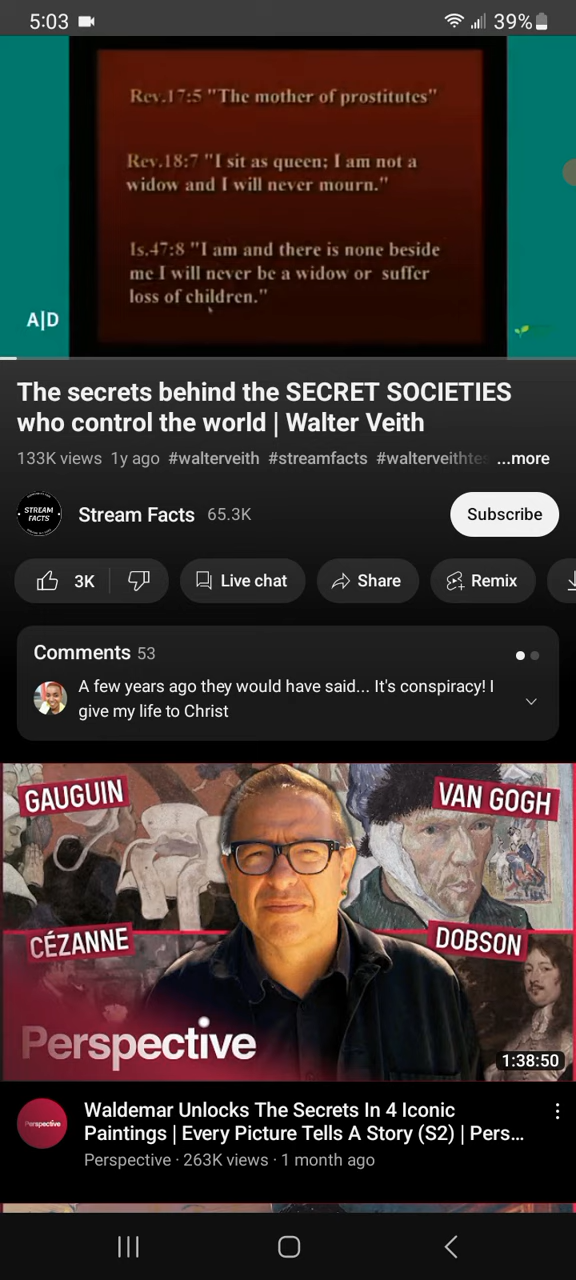 5:03
39%
Rev.17:5 "The mother of prostitutes"
Rev.18:7 "I sit as queen; I am not a
widow and I will never mourn."
Is.47:8 "I am and there is none beside
me I will never be a widow or suffer
loss of children."
A|D
The secrets behind the SECRET SOCIETIES
who control the world | Walter Veith
133K views 1y ago #walterveith #streamfacts #walterveithtes ...more
STREAM
FACTS
Stream Facts 65.3K
Subscribe
3K
Live chat
Share
Remix
Comments 53
A few years ago they would have said... It's conspiracy! I
give my life to Christ
GAUGUIN
VAN GOGH
CÉZANNE
DOBSON
Perspective
1:38:50
Perspective
Waldemar Unlocks The Secrets In 4 Iconic
Paintings | Every Picture Tells A Story (S2) | Pers...
Perspective · 263K views · 1 month ago